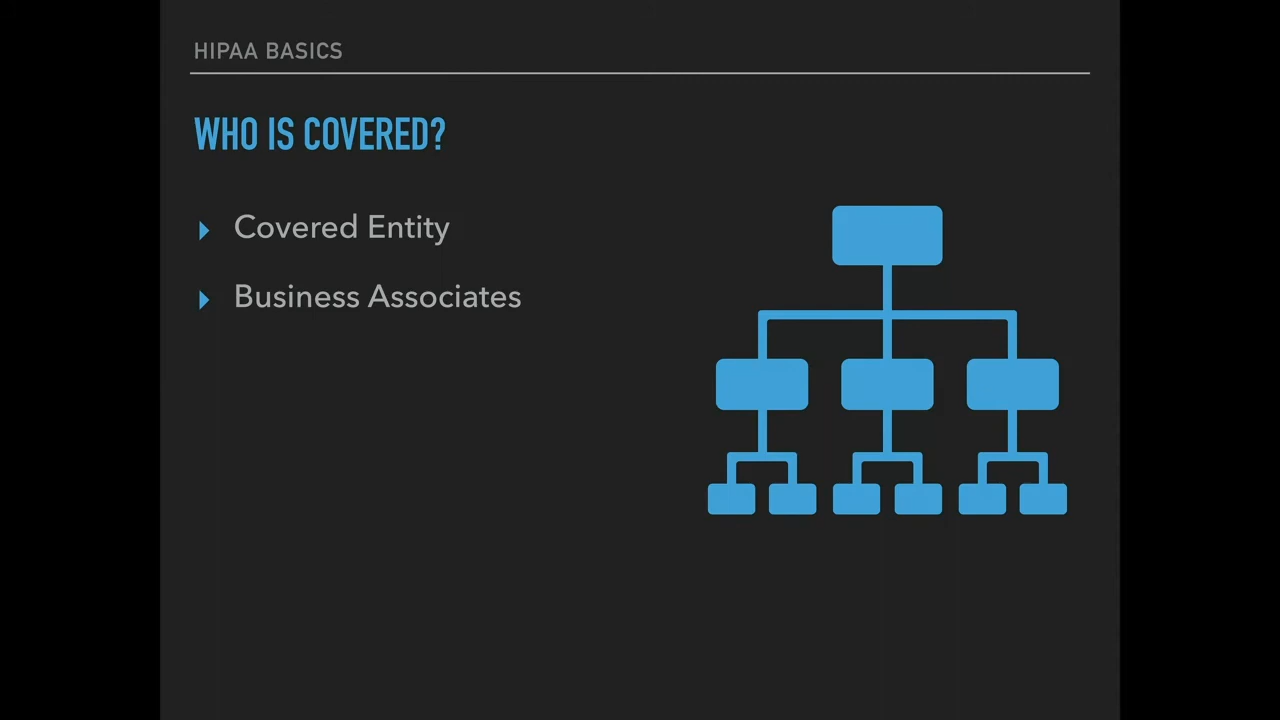 HIPAA BASICS
WHO IS COVERED?
Covered Entity
Business Associates